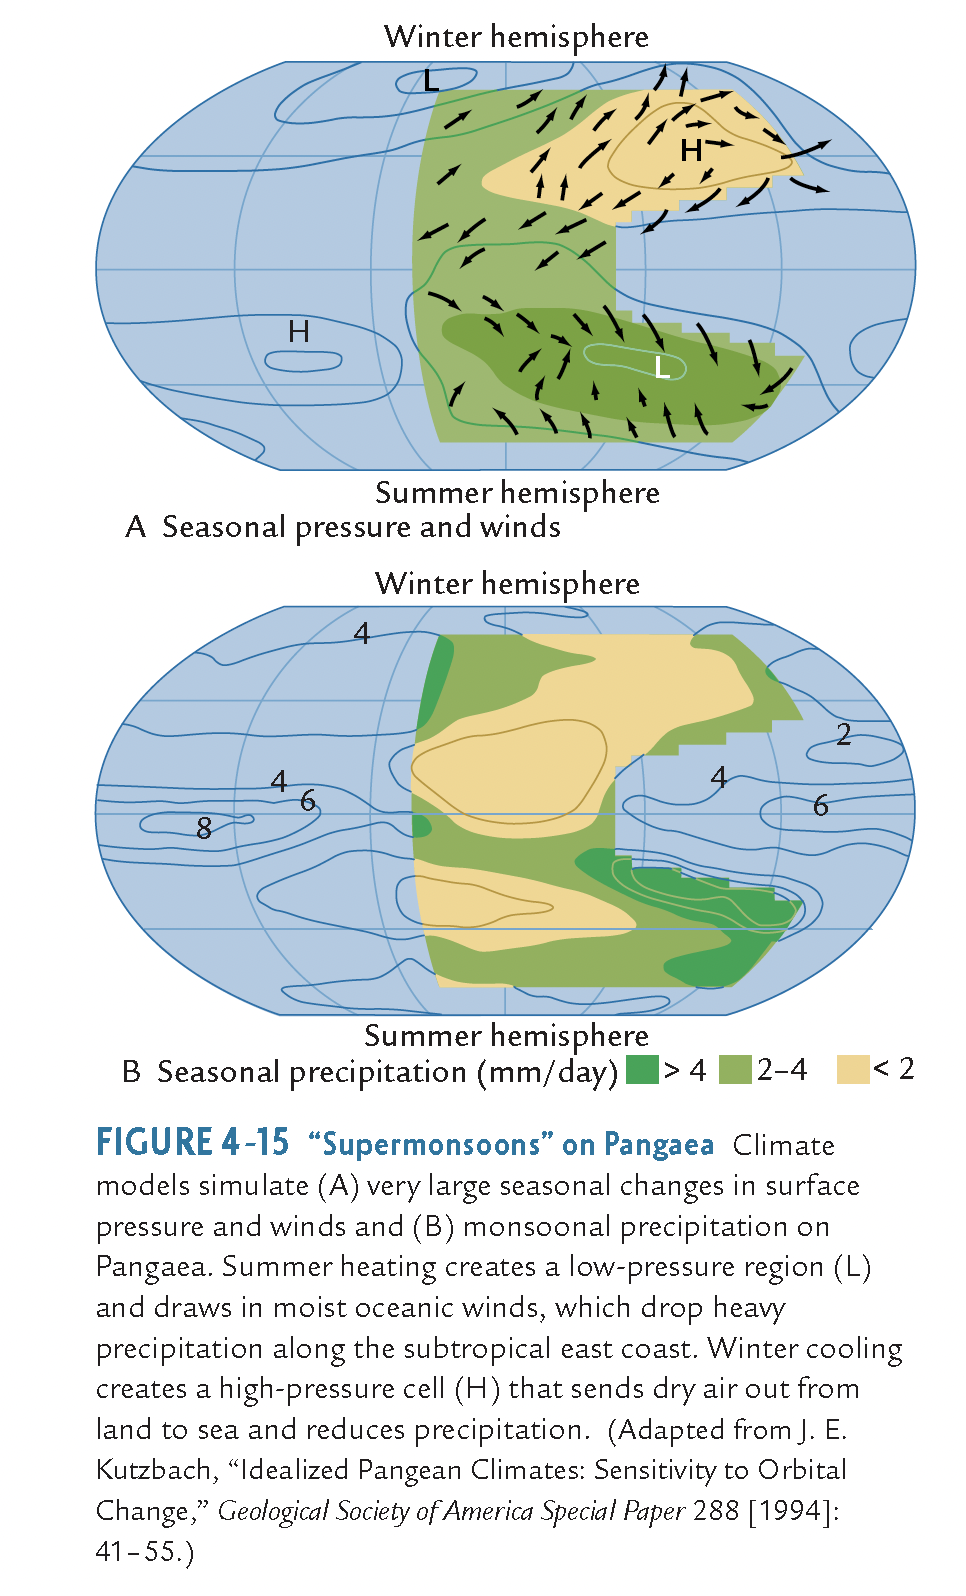 Winter hemisphere
L
H
H
L
Summer hemisphere
A Seasonal pressure and winds
Winter hemisphere
4
2
4
4
6
6
8
Summer hemisphere
B Seasonal precipitation (mm/day) > 4 2–4 < 2
FIGURE 4-15 “Supermonsoons” on Pangaea Climate
models simulate (A) very large seasonal changes in surface
pressure and winds and (B) monsoonal precipitation on
Pangaea. Summer heating creates a low-pressure region (L)
and draws in moist oceanic winds, which drop heavy
precipitation along the subtropical east coast. Winter cooling
creates a high-pressure cell (H) that sends dry air out from
land to sea and reduces precipitation. (Adapted from J. E.
Kutzbach, “Idealized Pangean Climates: Sensitivity to Orbital
Change,” Geological Society of America Special Paper 288 [1994]:
41–55.)